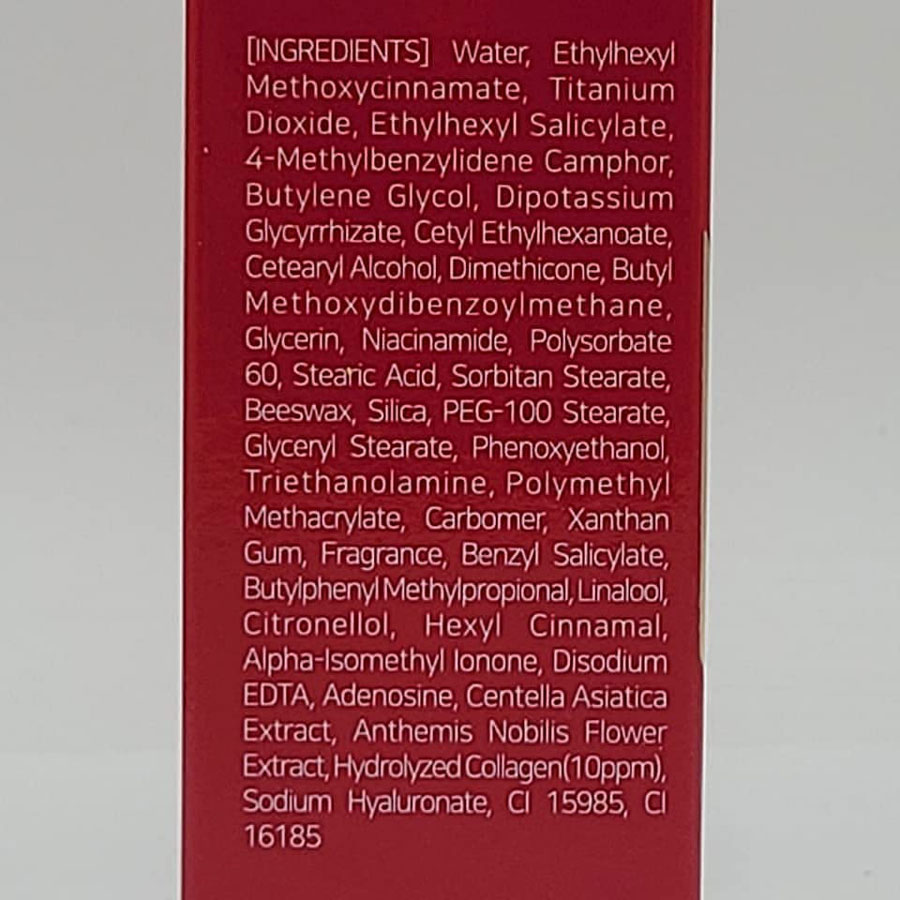 [INGREDIENTS] Water, Ethylhexyl
Methoxycinnamate, Titanium
Dioxide, Ethylhexyl Salicylate,
4-Methylbenzylidene Camphor,
Butylene Glycol, Dipotassium
Glycyrrhizate, Cetyl Ethylhexanoate,
Cetearyl Alcohol, Dimethicone, Butyl
Methoxydibenzoylmethane,
Glycerin, Niacinamide, Polysorbate
60, Stearic Acid, Sorbitan Stearate,
Beeswax, Silica, PEG-100 Stearate,
Glyceryl Stearate, Phenoxyethanol,
Triethanolamine, Polymethyl
Methacrylate, Carbomer, Xanthan
Gum, Fragrance, Benzyl Salicylate,
Butylphenyl Methylpropional, Linalool,
Citronellol, Hexyl Cinnamal,
Alpha-Isomethyl Ionone, Disodium
EDTA, Adenosine, Centella Asiatica
Extract, Anthemis Nobilis Flower
Extract, Hydrolyzed Collagen(10ppm),
Sodium Hyaluronate, CI 15985, CI
16185